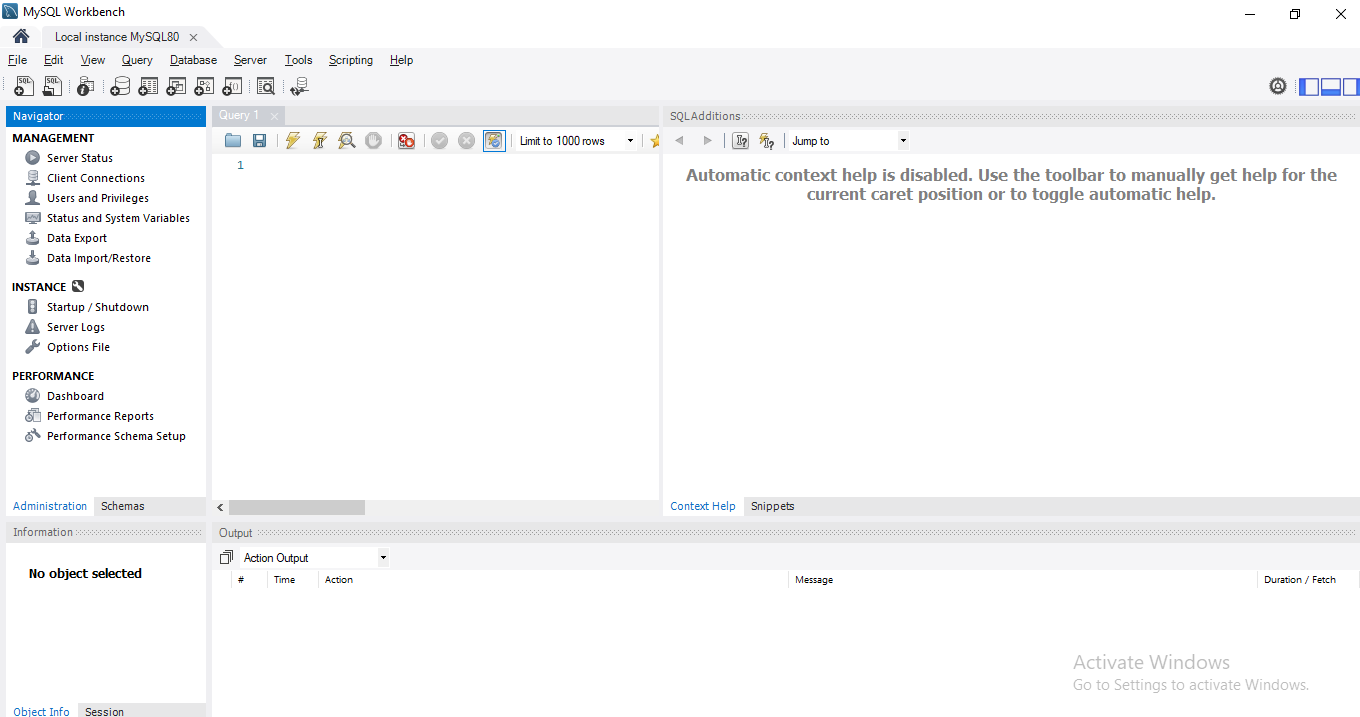 MySQL Workbench
Local instance MySQL80
File Edit View Query Database Server Tools Scripting Help
SQL SQL
Navigator
MANAGEMENT
Server Status
Client Connections
Users and Privileges
Status and System Variables
Data Export
Data Import/Restore
INSTANCE
Startup / Shutdown
Server Logs
Options File
PERFORMANCE
Dashboard
Performance Reports
Performance Schema Setup
Administration Schemas
Information
No object selected
Object Info Session
Query 1
Limit to 1000 rows
1
SQLAdditions
Jump to
Automatic context help is disabled. Use the toolbar to manually get help for the
current caret position or to toggle automatic help.
Context Help Snippets
Output
Action Output
# Time Action Message Duration / Fetch
Activate Windows
Go to Settings to activate Windows.